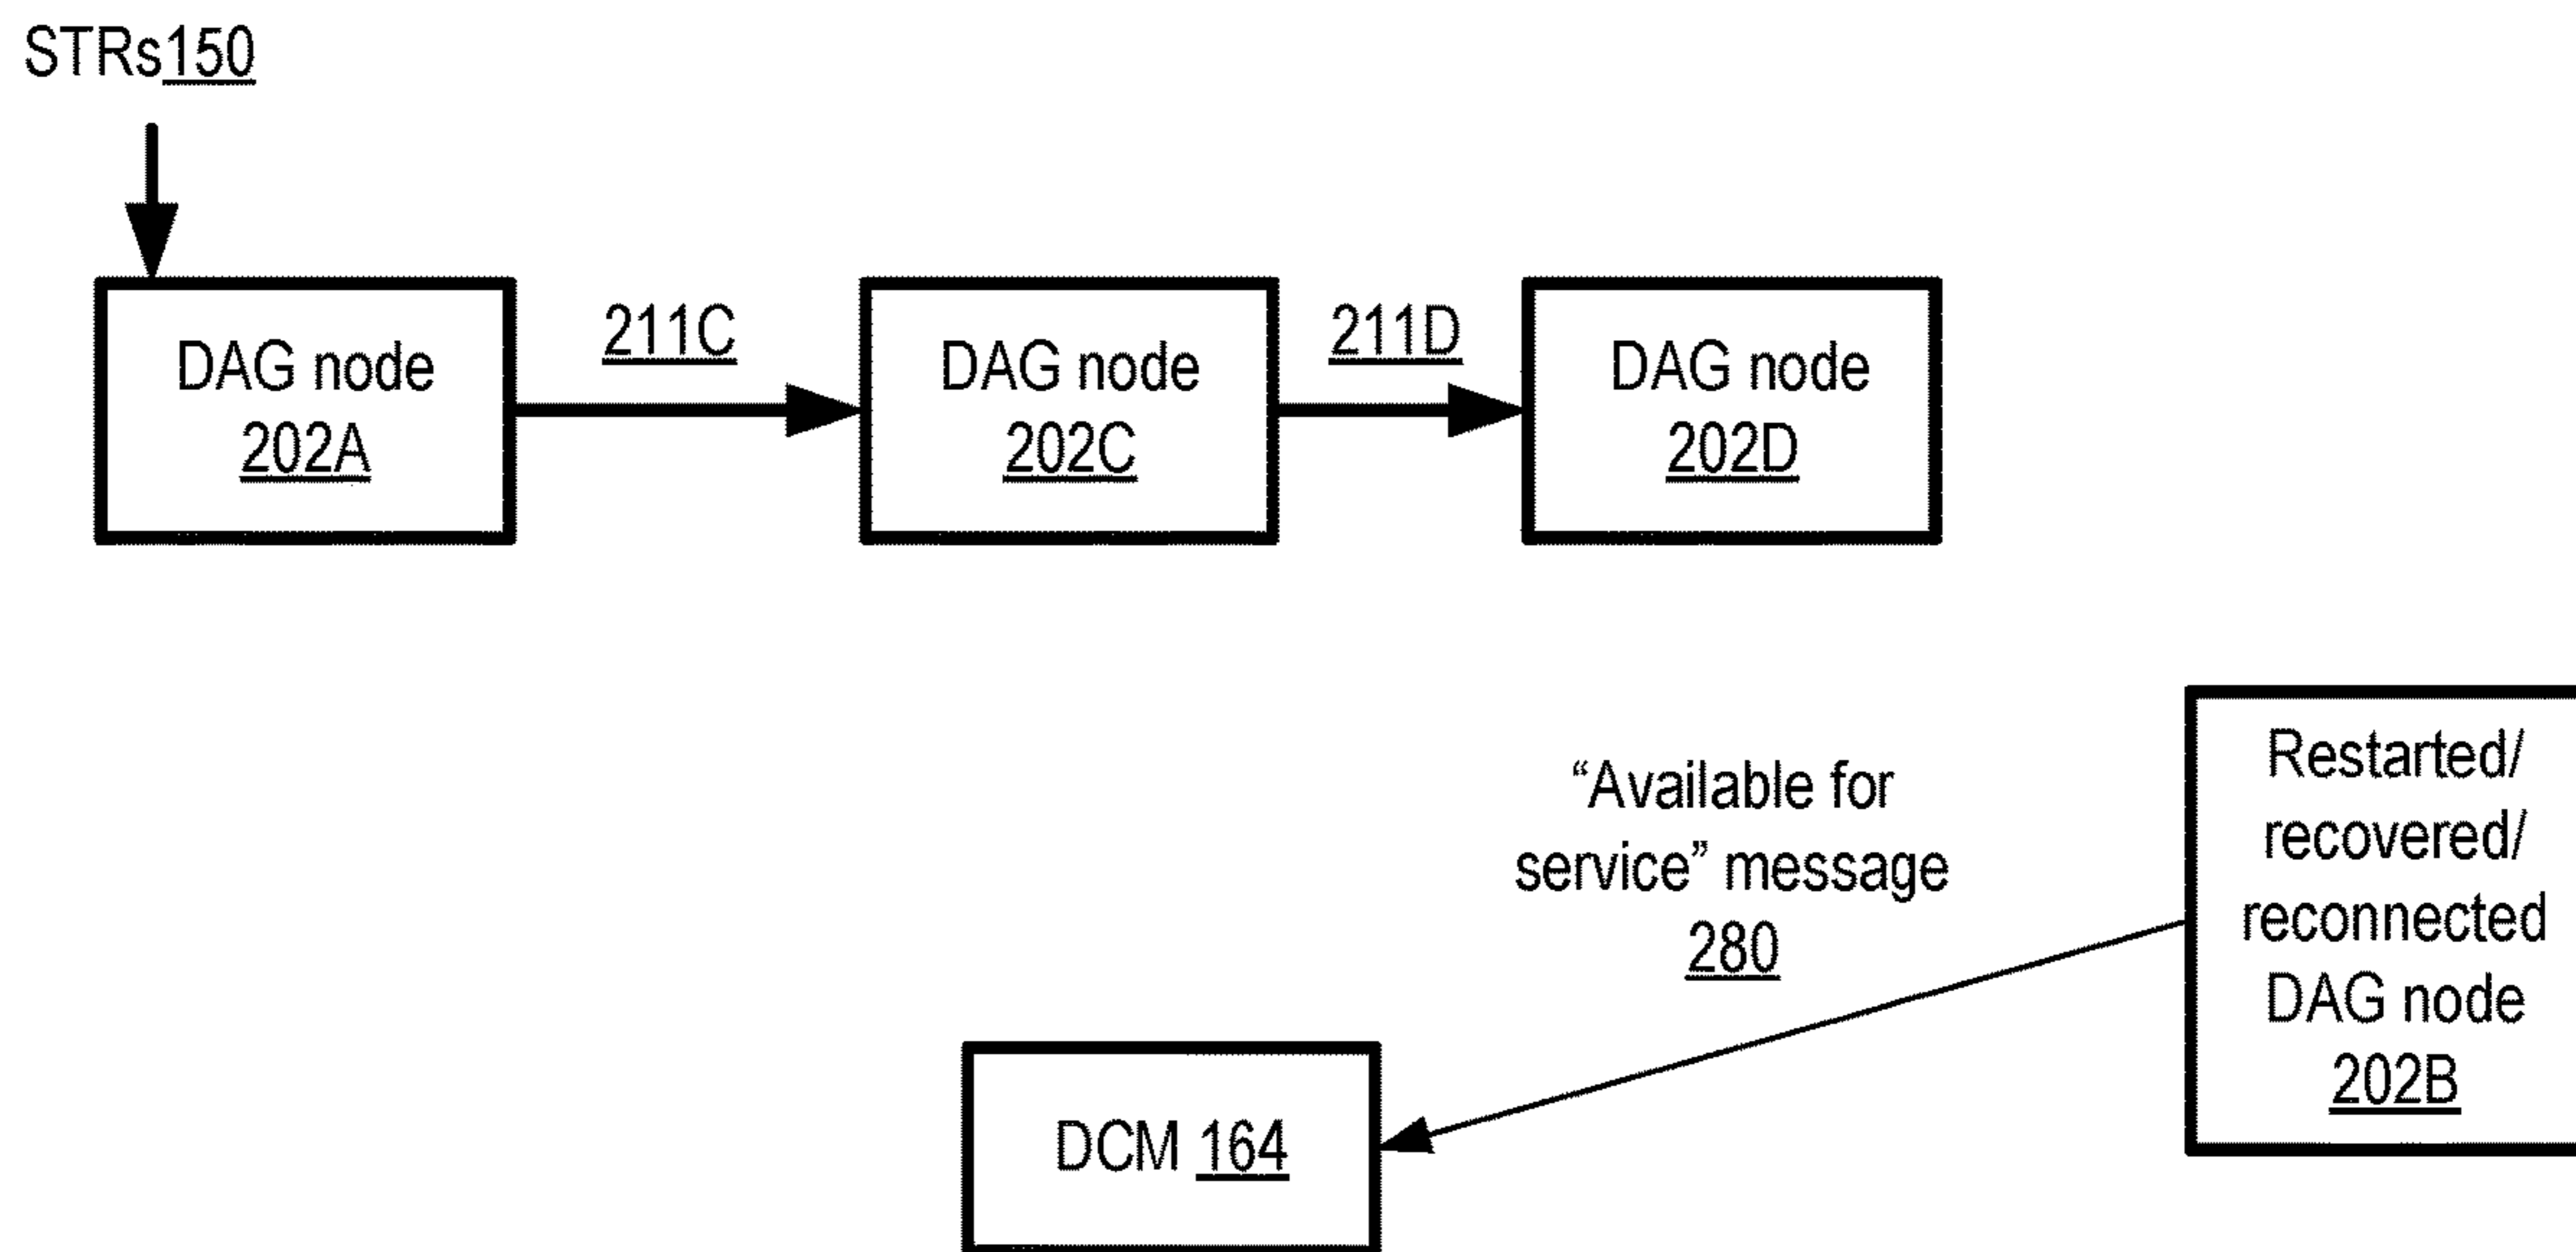 STRs150
DAG node
202A
211C
DAG node
202C
211D
DAG node
202D
“Available for
service” message
280
Restarted/
recovered/
reconnected
DAG node
202B
DCM 164